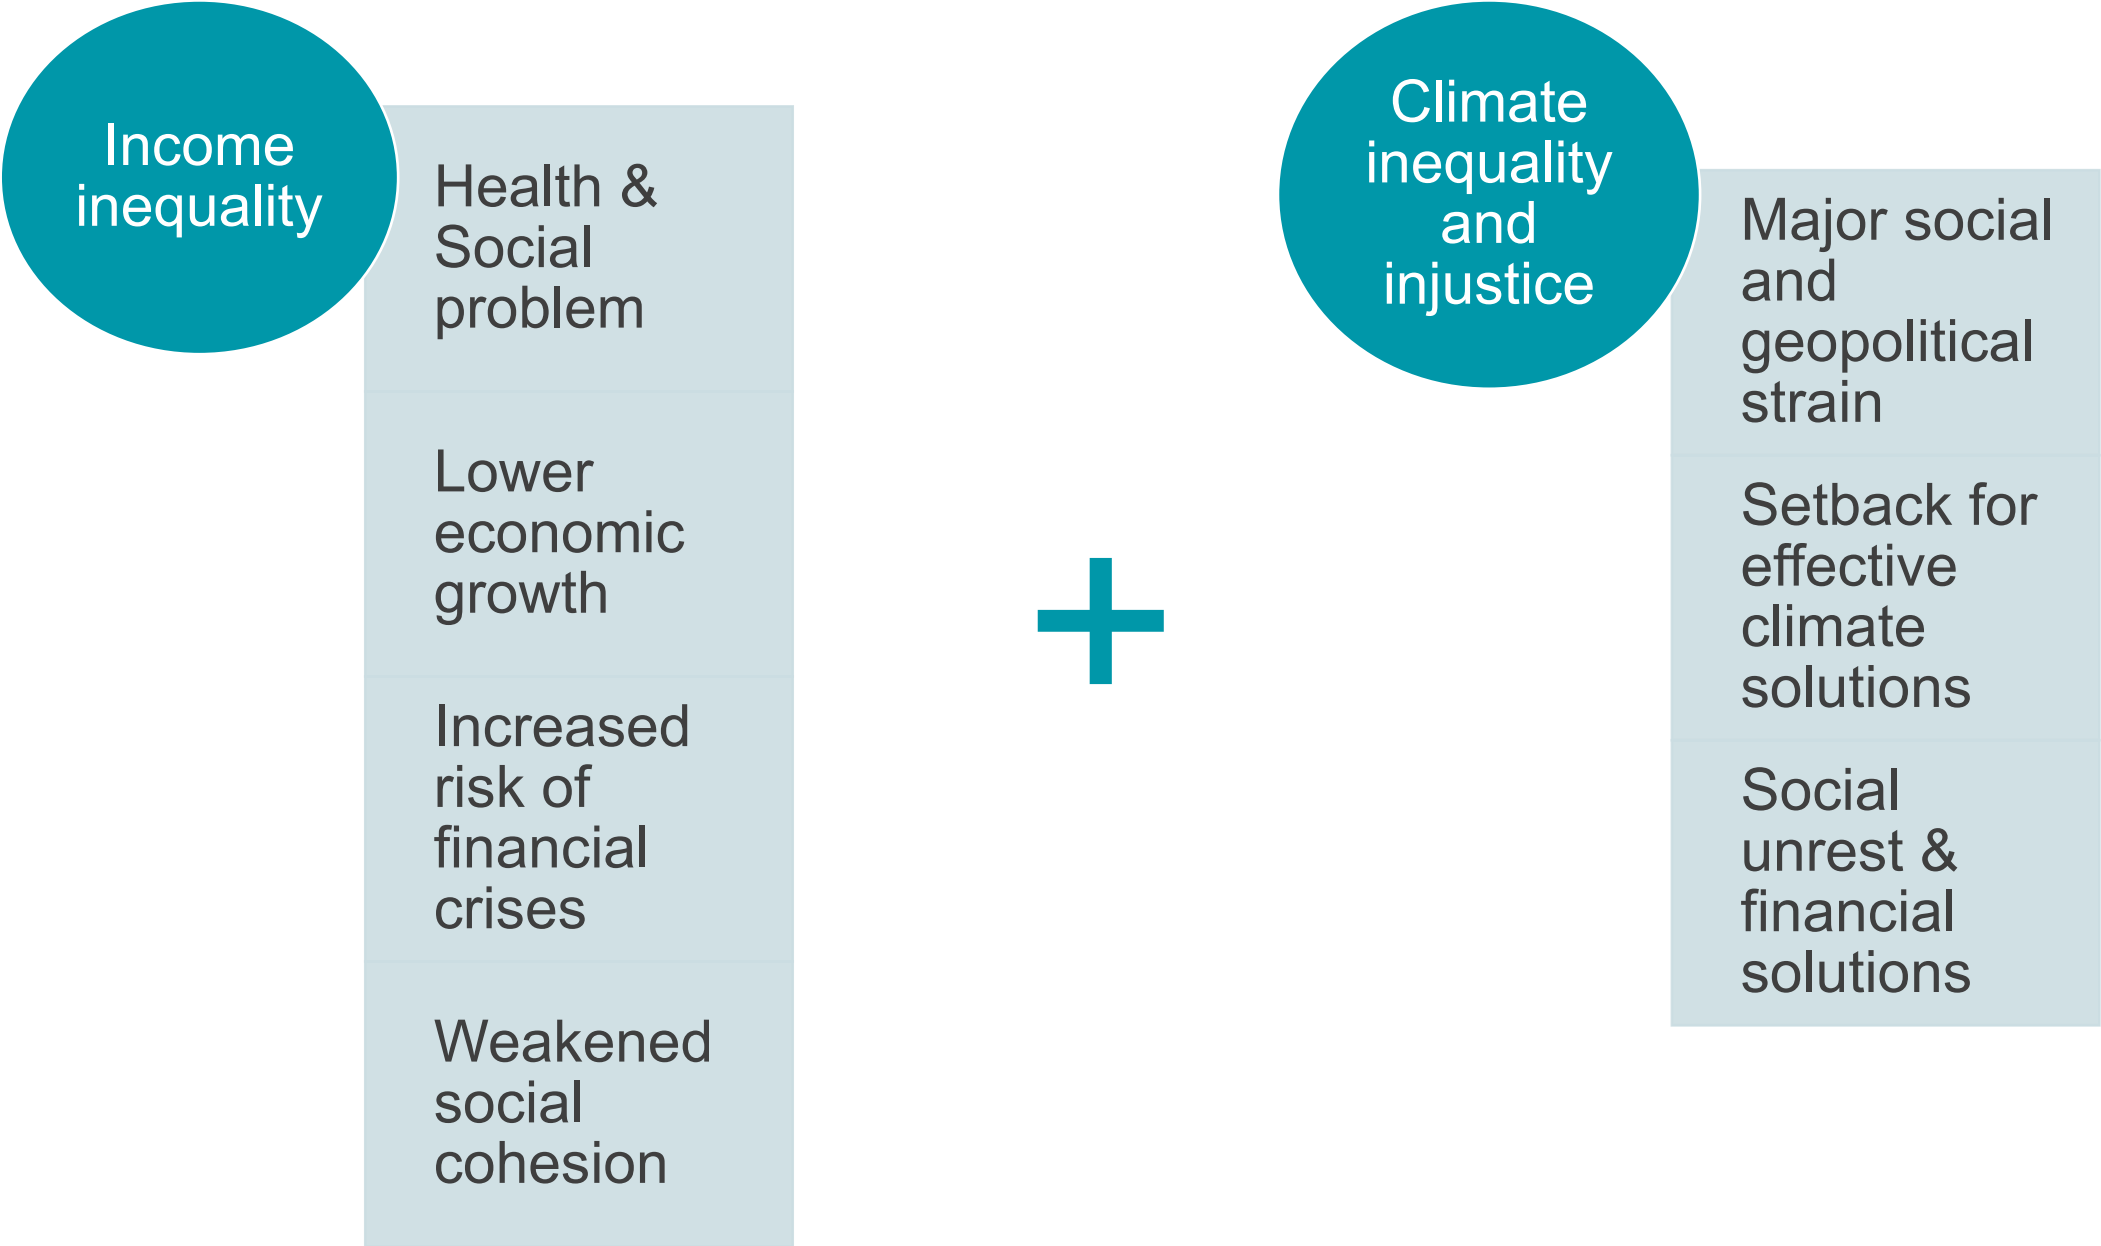 Income
inequality
Health &
Social
problem
Lower
economic
growth
Increased
risk of
financial
crises
Weakened
social
cohesion
+
Climate
inequality
and
injustice
Major social
and
geopolitical
strain
Setback for
effective
climate
solutions
Social
unrest &
financial
solutions